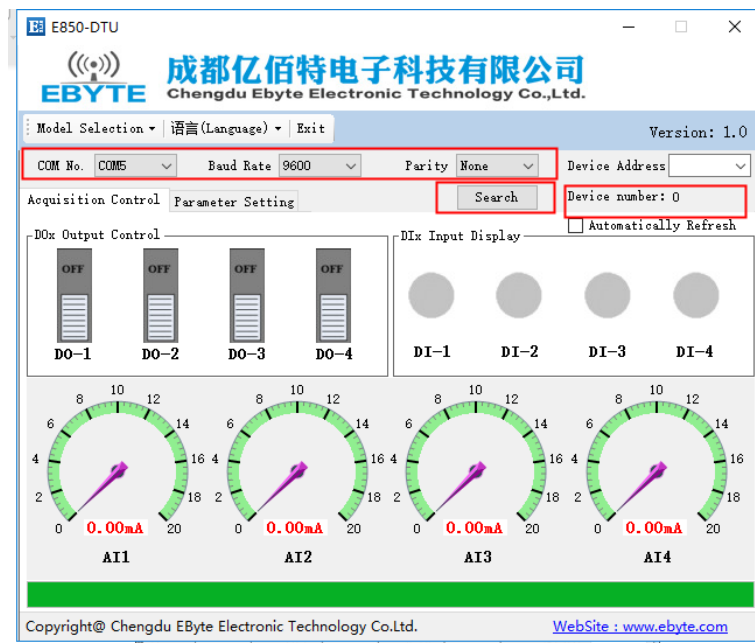 E850-DTU
EBYTE
成都亿佰特电子科技有限公司
Chengdu Ebyte Electronic Technology Co.,Ltd.
Model Selection 语言(Language) Exit
Version: 1.0
COM No. COM5 Baud Rate 9600 Parity None Device Address
Acquisition Control Parameter Setting Search Device number: 0
Automatically Refresh
DOx Output Control
OFF OFF OFF OFF
DO-1 DO-2 DO-3 DO-4
DIx Input Display
DI-1 DI-2 DI-3 DI-4
0 2 4 6 8 10 12 14 16 18 20
0.00mA
AI1
0 2 4 6 8 10 12 14 16 18 20
0.00mA
AI2
0 2 4 6 8 10 12 14 16 18 20
0.00mA
AI3
0 2 4 6 8 10 12 14 16 18 20
0.00mA
AI4
Copyright@ Chengdu EByte Electronic Technology Co.Ltd. WebSite : www.ebyte.com